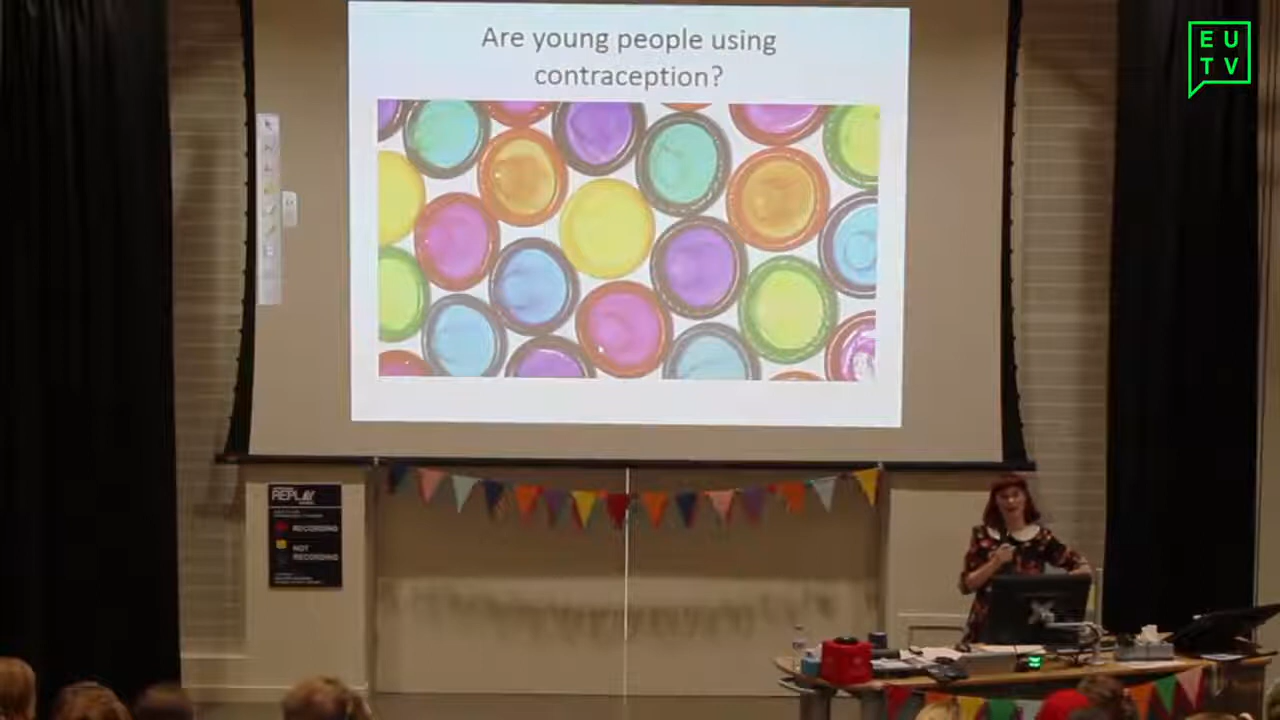 Are young people using
contraception?
E U
T V
REPLAY
RECORDING
NOT
RECORDING